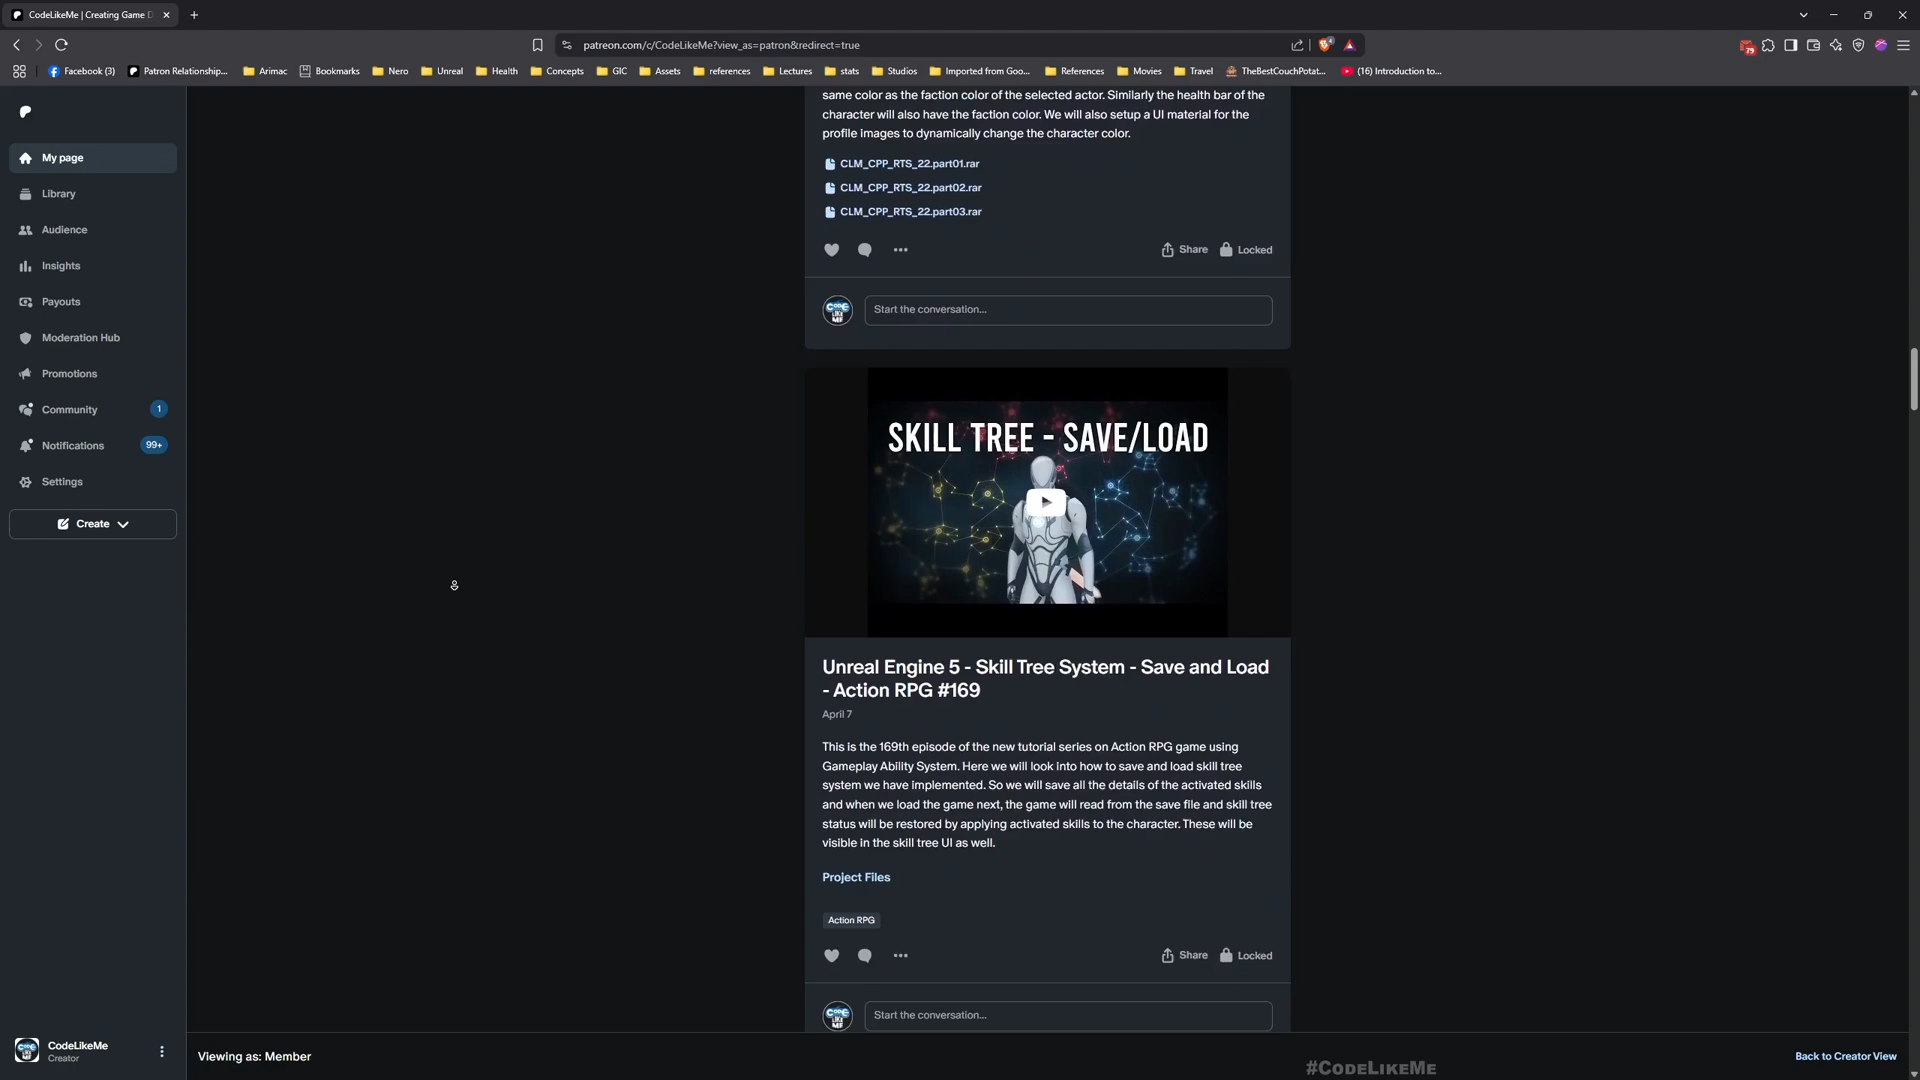 CodeLikeMe | Creating Game D
patreon.com/c/CodeLikeMe?view_as=patron&redirect=true
79
Facebook (3)
Patron Relationship...
Arimac
Bookmarks
Nero
Unreal
Health
Concepts
GIC
Assets
references
Lectures
stats
Studios
Imported from Goo...
References
Movies
Travel
TheBestCouchPotat...
(16) Introduction to...
My page
Library
Audience
Insights
Payouts
Moderation Hub
Promotions
Community 1
Notifications 99+
Settings
Create
CodeLikeMe
Creator
same color as the faction color of the selected actor. Similarly the health bar of the
character will also have the faction color. We will also setup a UI material for the
profile images to dynamically change the character color.
CLM_CPP_RTS_22.part01.rar
CLM_CPP_RTS_22.part02.rar
CLM_CPP_RTS_22.part03.rar
Share
Locked
CODE
LIKE
ME
Start the conversation...
SKILL TREE - SAVE/LOAD
Unreal Engine 5 - Skill Tree System - Save and Load
- Action RPG #169
April 7
This is the 169th episode of the new tutorial series on Action RPG game using
Gameplay Ability System. Here we will look into how to save and load skill tree
system we have implemented. So we will save all the details of the activated skills
and when we load the game next, the game will read from the save file and skill tree
status will be restored by applying activated skills to the character. These will be
visible in the skill tree UI as well.
Project Files
Action RPG
Share
Locked
CODE
LIKE
ME
Start the conversation...
Viewing as: Member
#CodeLikeMe
Back to Creator View